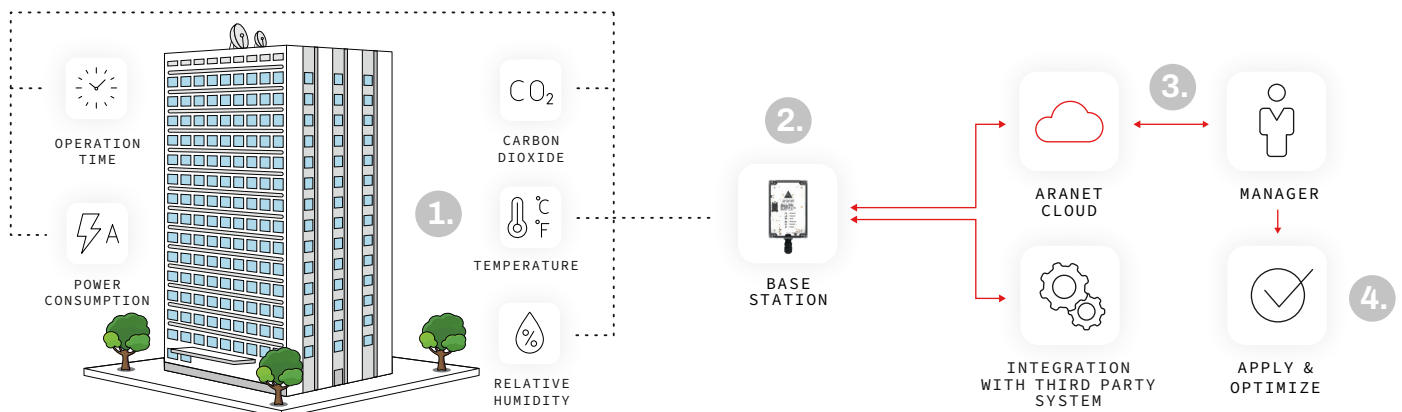 OPERATION
TIME
POWER
CONSUMPTION
1.
CO₂
CARBON
DIOXIDE
°C
°F
TEMPERATURE
%
RELATIVE
HUMIDITY
A
2.
BASE
STATION
3.
ARANET
CLOUD
MANAGER
INTEGRATION
WITH THIRD PARTY
SYSTEM
4.
APPLY &
OPTIMIZE